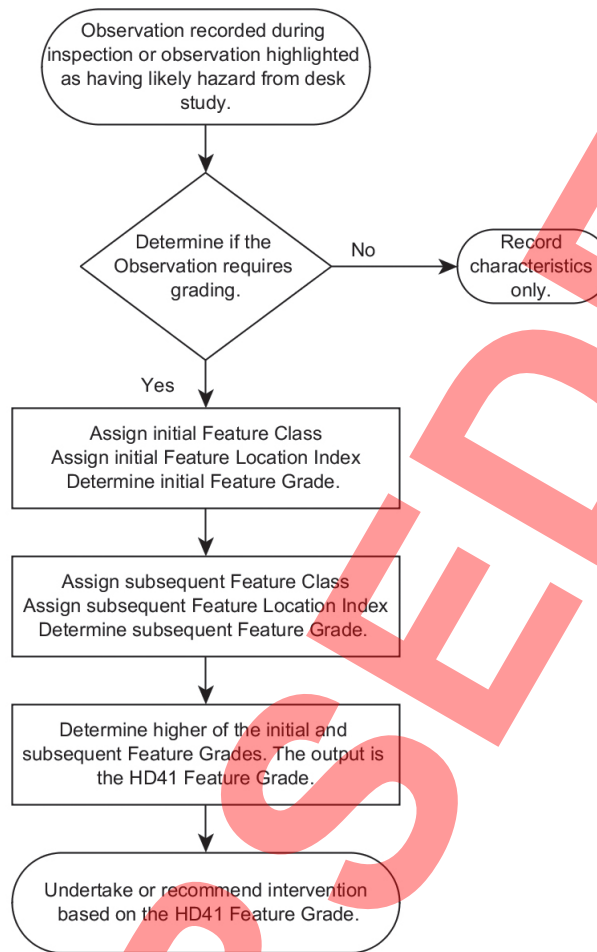 Observation recorded during
inspection or observation highlighted
as having likely hazard from desk
study.
Determine if the
Observation requires
grading.
No
Record
characteristics
only.
Yes
Assign initial Feature Class
Assign initial Feature Location Index
Determine initial Feature Grade.
Assign subsequent Feature Class
Assign subsequent Feature Location Index
Determine subsequent Feature Grade.
Determine higher of the initial and
subsequent Feature Grades. The output is
the HD41 Feature Grade.
Undertake or recommend intervention
based on the HD41 Feature Grade.